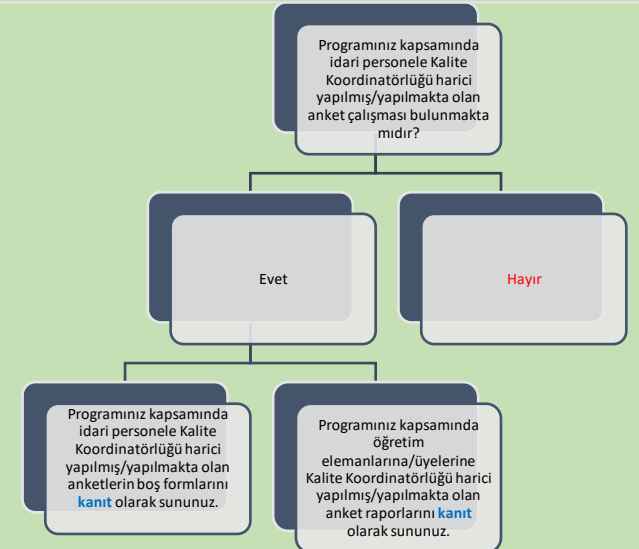 Programınız kapsamında
idari personele Kalite
Koordinatörlüğü harici
yapılmış/yapılmakta olan
anket çalışması bulunmakta
mıdır?
Evet
Hayır
Programınız kapsamında
idari personele Kalite
Koordinatörlüğü harici
yapılmış/yapılmakta olan
anketlerin boş formlarını
kanıt olarak sununuz.
Programınız kapsamında
öğretim
elemanlarına/üyelerine
Kalite Koordinatörlüğü harici
yapılmış/yapılmakta olan
anket raporlarını kanıt
olarak sununuz.